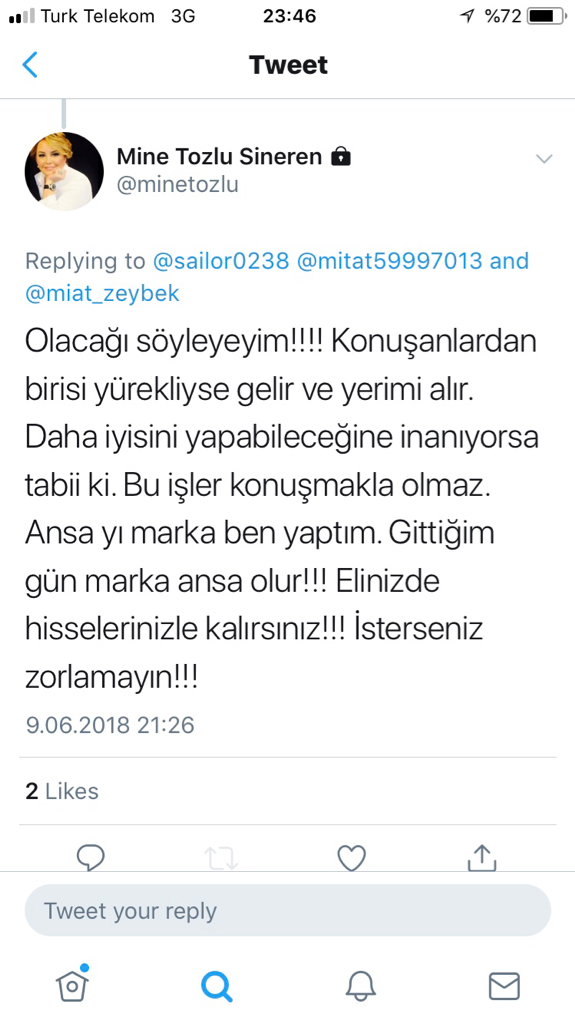 Turk Telekom 3G 23:46 %72
Tweet
Mine Tozlu Sineren
@minetozlu
Replying to @sailor0238 @mitat59997013 and
@miat_zeybek
Olacağı söyleyeyim!!!! Konuşanlardan
birisi yürekliyse gelir ve yerimi alır.
Daha iyisini yapabileceğine inanıyorsa
tabii ki. Bu işler konuşmakla olmaz.
Ansa yı marka ben yaptım. Gittiğim
gün marka ansa olur!!! Elinizde
hisselerinizle kalırsınız!!! İsterseniz
zorlamayın!!!
9.06.2018 21:26
2 Likes
Tweet your reply